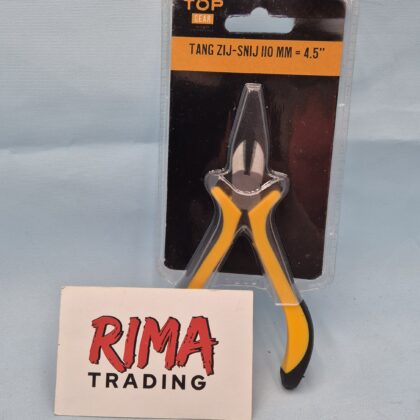 TOP
GEAR
TANG ZIJ-SNIJ 110 MM = 4.5"
RIMA
TRADING